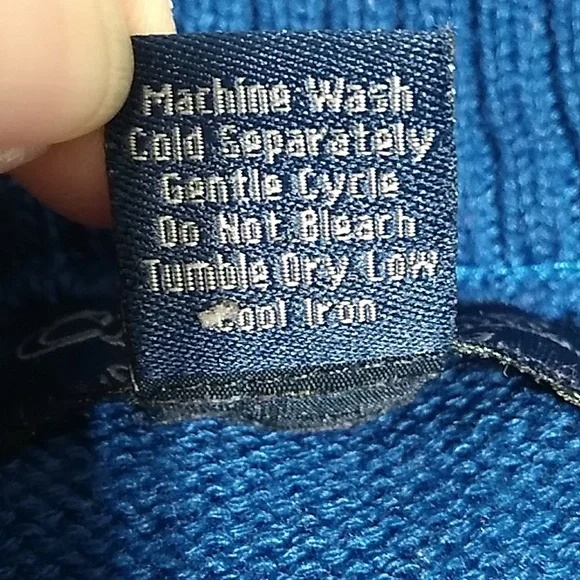 Machine Wash
Cold Separately
Gentle Cycle
Do Not Bleach
Tumble Dry Low
Cool Iron